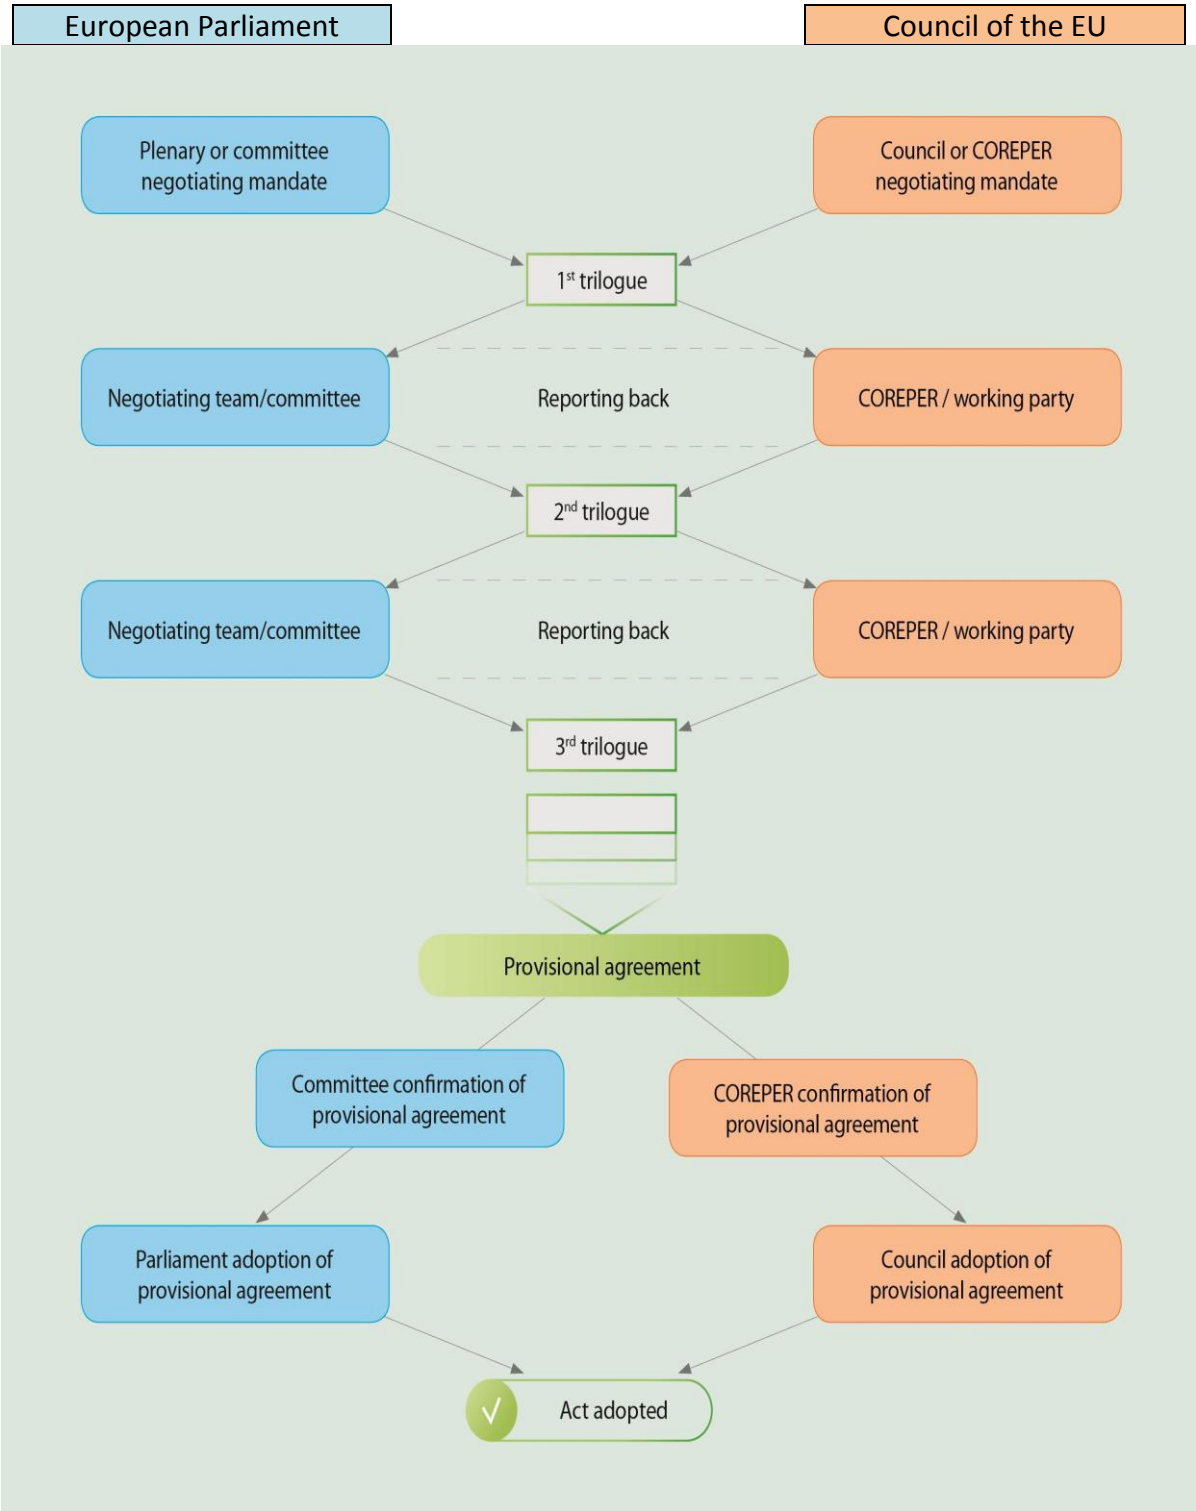 European Parliament
Council of the EU
Plenary or committee
negotiating mandate
Council or COREPER
negotiating mandate
1st trilogue
Negotiating team/committee
Reporting back
COREPER / working party
2nd trilogue
Negotiating team/committee
Reporting back
COREPER / working party
3rd trilogue
Provisional agreement
Committee confirmation of
provisional agreement
COREPER confirmation of
provisional agreement
Parliament adoption of
provisional agreement
Council adoption of
provisional agreement
Act adopted